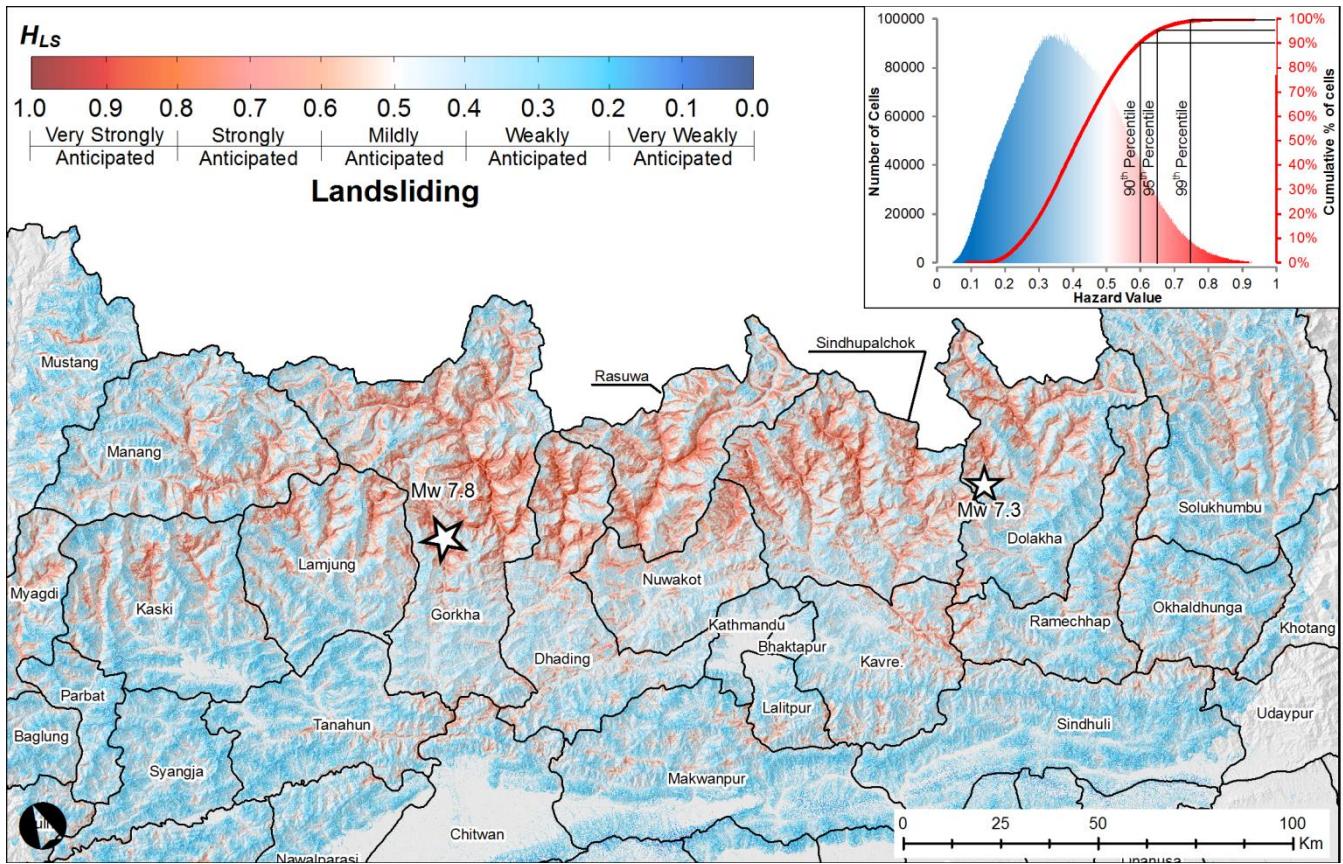 H_LS
1.0 0.9 0.8 0.7 0.6 0.5 0.4 0.3 0.2 0.1 0.0
Very Strongly Strongly Mildly Weakly Very Weakly
Anticipated Anticipated Anticipated Anticipated Anticipated
Landsliding
100000
80000
60000
40000
20000
0
Number of Cells
90th Percentile
95th Percentile
99th Percentile
100%
90%
80%
70%
60%
50%
40%
30%
20%
10%
0%
Cumulative % of cells
0 0.1 0.2 0.3 0.4 0.5 0.6 0.7 0.8 0.9 1
Hazard Value
Sindhupalchok
Mustang
Rasuwa
Manang
Mw 7.8
Mw 7.3
Solukhumbu
Dolakha
Lamjung
Nuwakot
Myagdi
Kaski
Gorkha
Okhaldhunga
Kathmandu
Ramechhap
Khotang
Bhaktapur
Dhading
Kavre.
Parbat
Lalitpur
Tanahun
Sindhuli
Udaypur
Baglung
Syangja
Makwanpur
Chitwan
Nawalparasi
0 25 50 100
Km